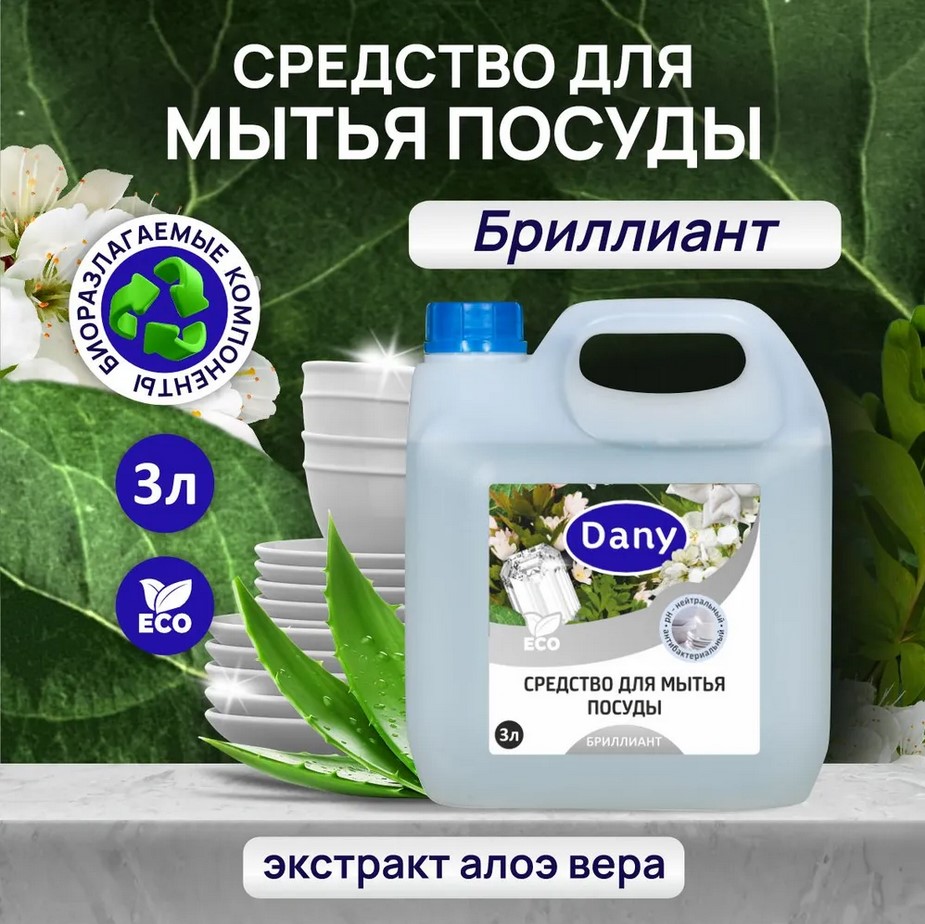 СРЕДСТВО ДЛЯ
МЫТЬЯ ПОСУДЫ
Бриллиант
БИОРАЗЛАГАЕМЫЕ КОМПОНЕНТЫ
3л
ECO
Dany
ECO
pH - нейтральный
антибактериальный
СРЕДСТВО ДЛЯ МЫТЬЯ
ПОСУДЫ
3л
БРИЛЛИАНТ
экстракт алоэ вера